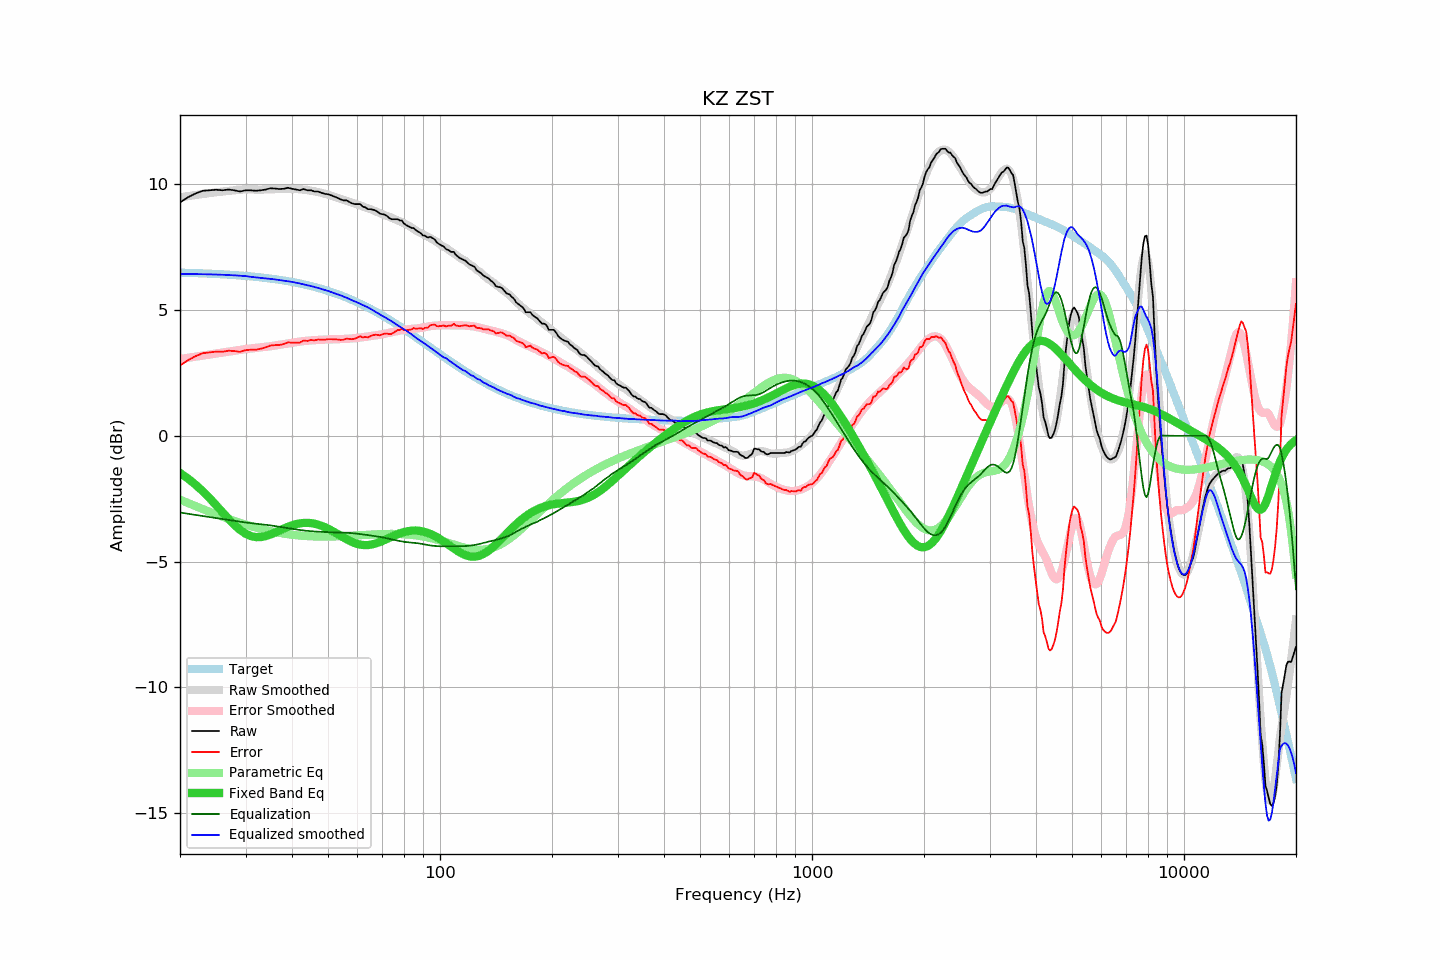 KZ ZST
Amplitude (dBr)
10
5
0
−5
−10
−15
Target
Raw Smoothed
Error Smoothed
Raw
Error
Parametric Eq
Fixed Band Eq
Equalization
Equalized smoothed
100
1000
10000
Frequency (Hz)